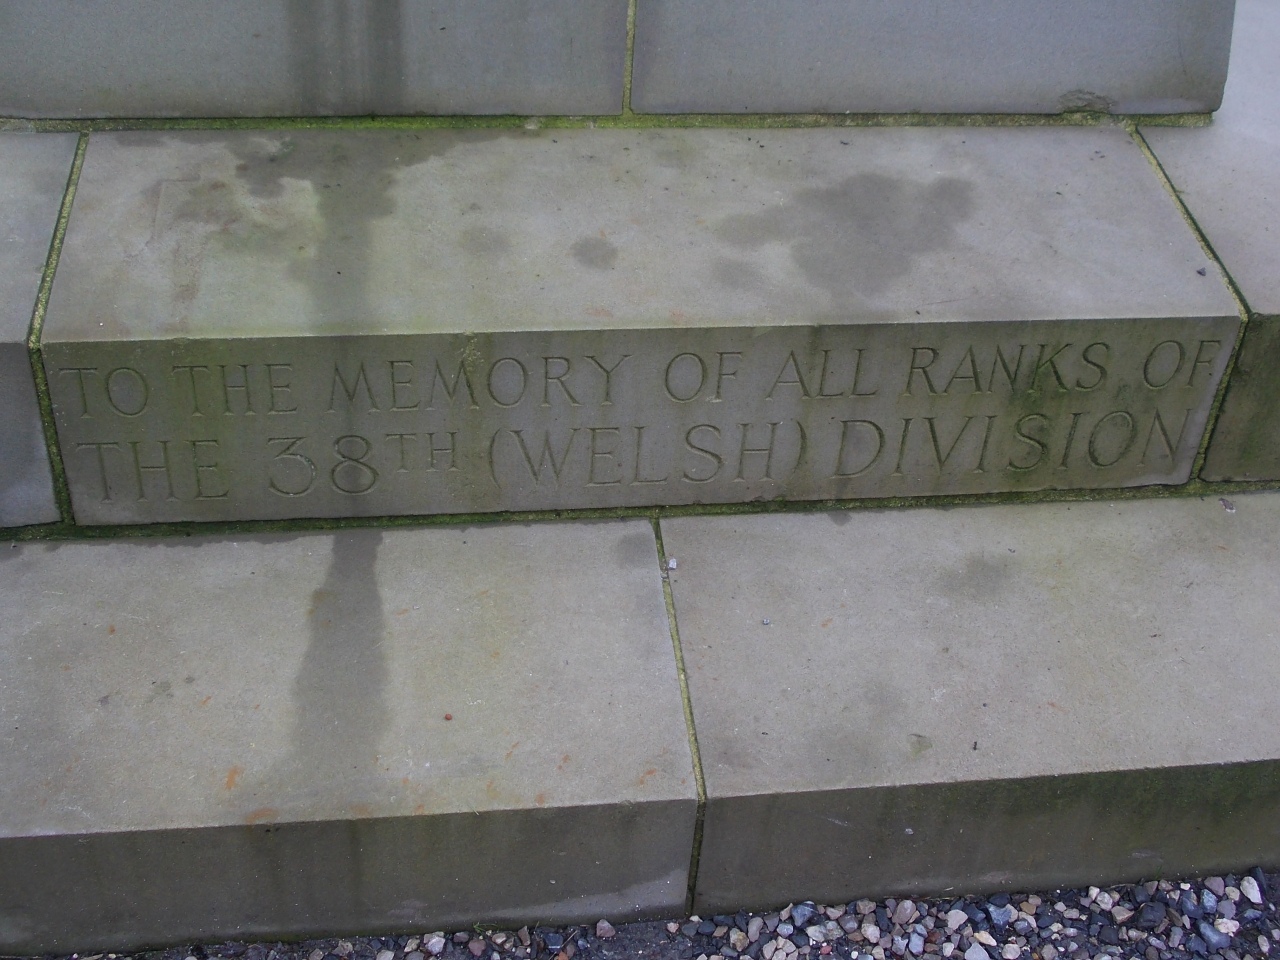 TO THE MEMORY OF ALL RANKS OF
THE 38TH (WELSH) DIVISION